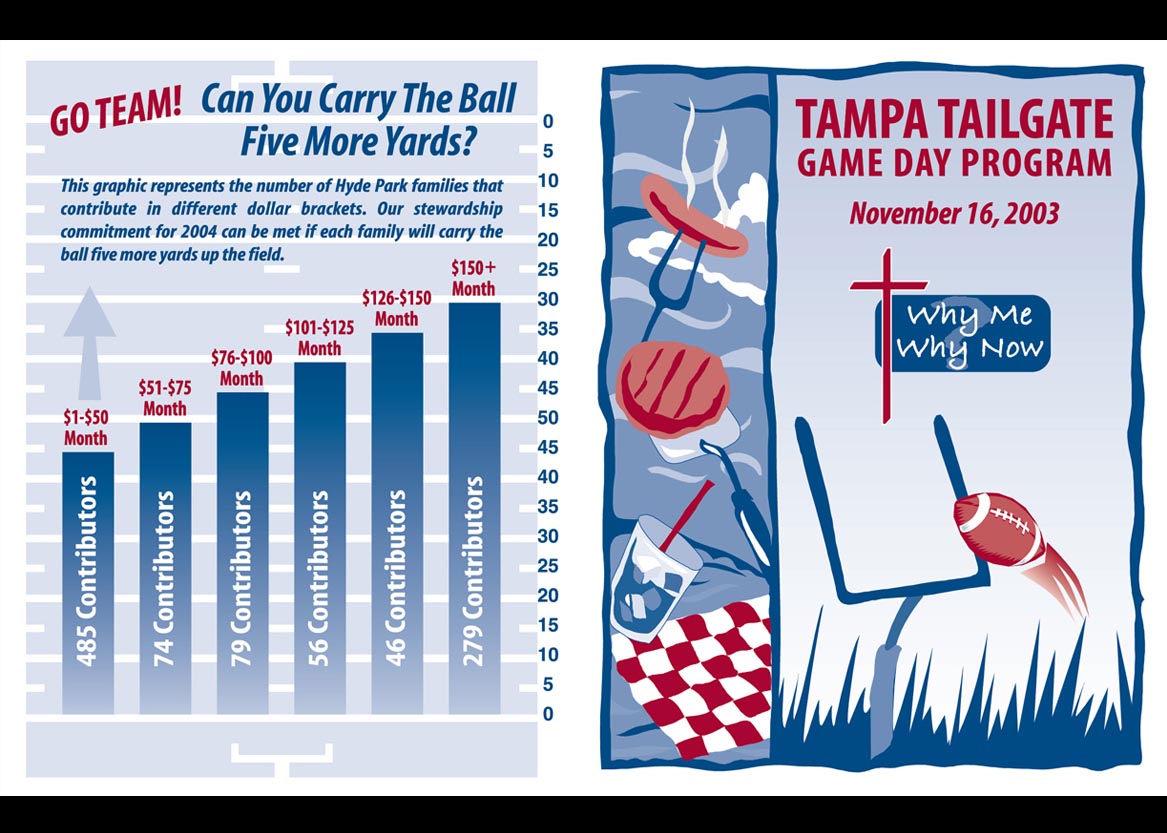 GO TEAM!
Can You Carry The Ball
Five More Yards?
This graphic represents the number of Hyde Park families that
contribute in different dollar brackets. Our stewardship
commitment for 2004 can be met if each family will carry the
ball five more yards up the field.
0
5
10
15
20
25
30
35
40
45
50
45
40
35
30
25
20
15
10
5
0
$1-$50
Month
485 Contributors
$51-$75
Month
74 Contributors
$76-$100
Month
79 Contributors
$101-$125
Month
56 Contributors
$126-$150
Month
46 Contributors
$150+
Month
279 Contributors
TAMPA TAILGATE
GAME DAY PROGRAM
November 16, 2003
?
Why Me
Why Now